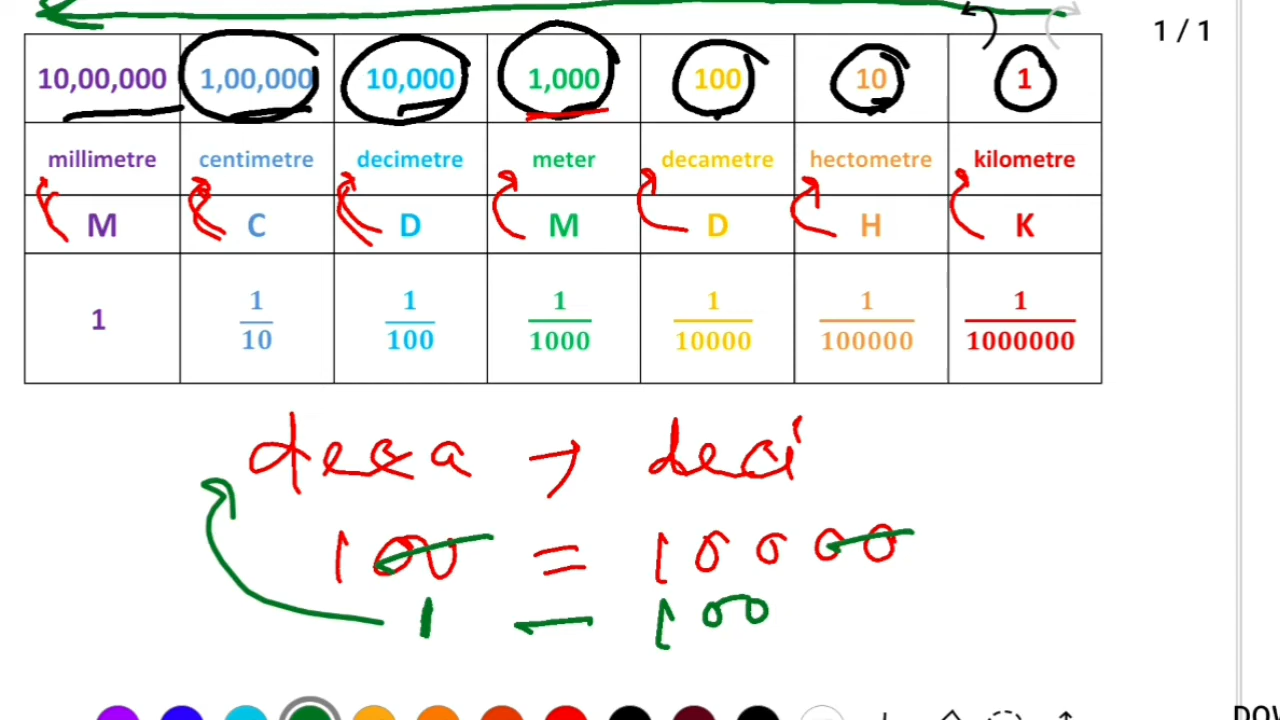 1 / 1
10,00,000 1,00,000 10,000 1,000 100 10 1
millimetre centimetre decimetre meter decametre hectometre kilometre
M C D M D H K
1 1/10 1/100 1/1000 1/10000 1/100000 1/1000000
deca → deci
100 = 10000
1 — 100